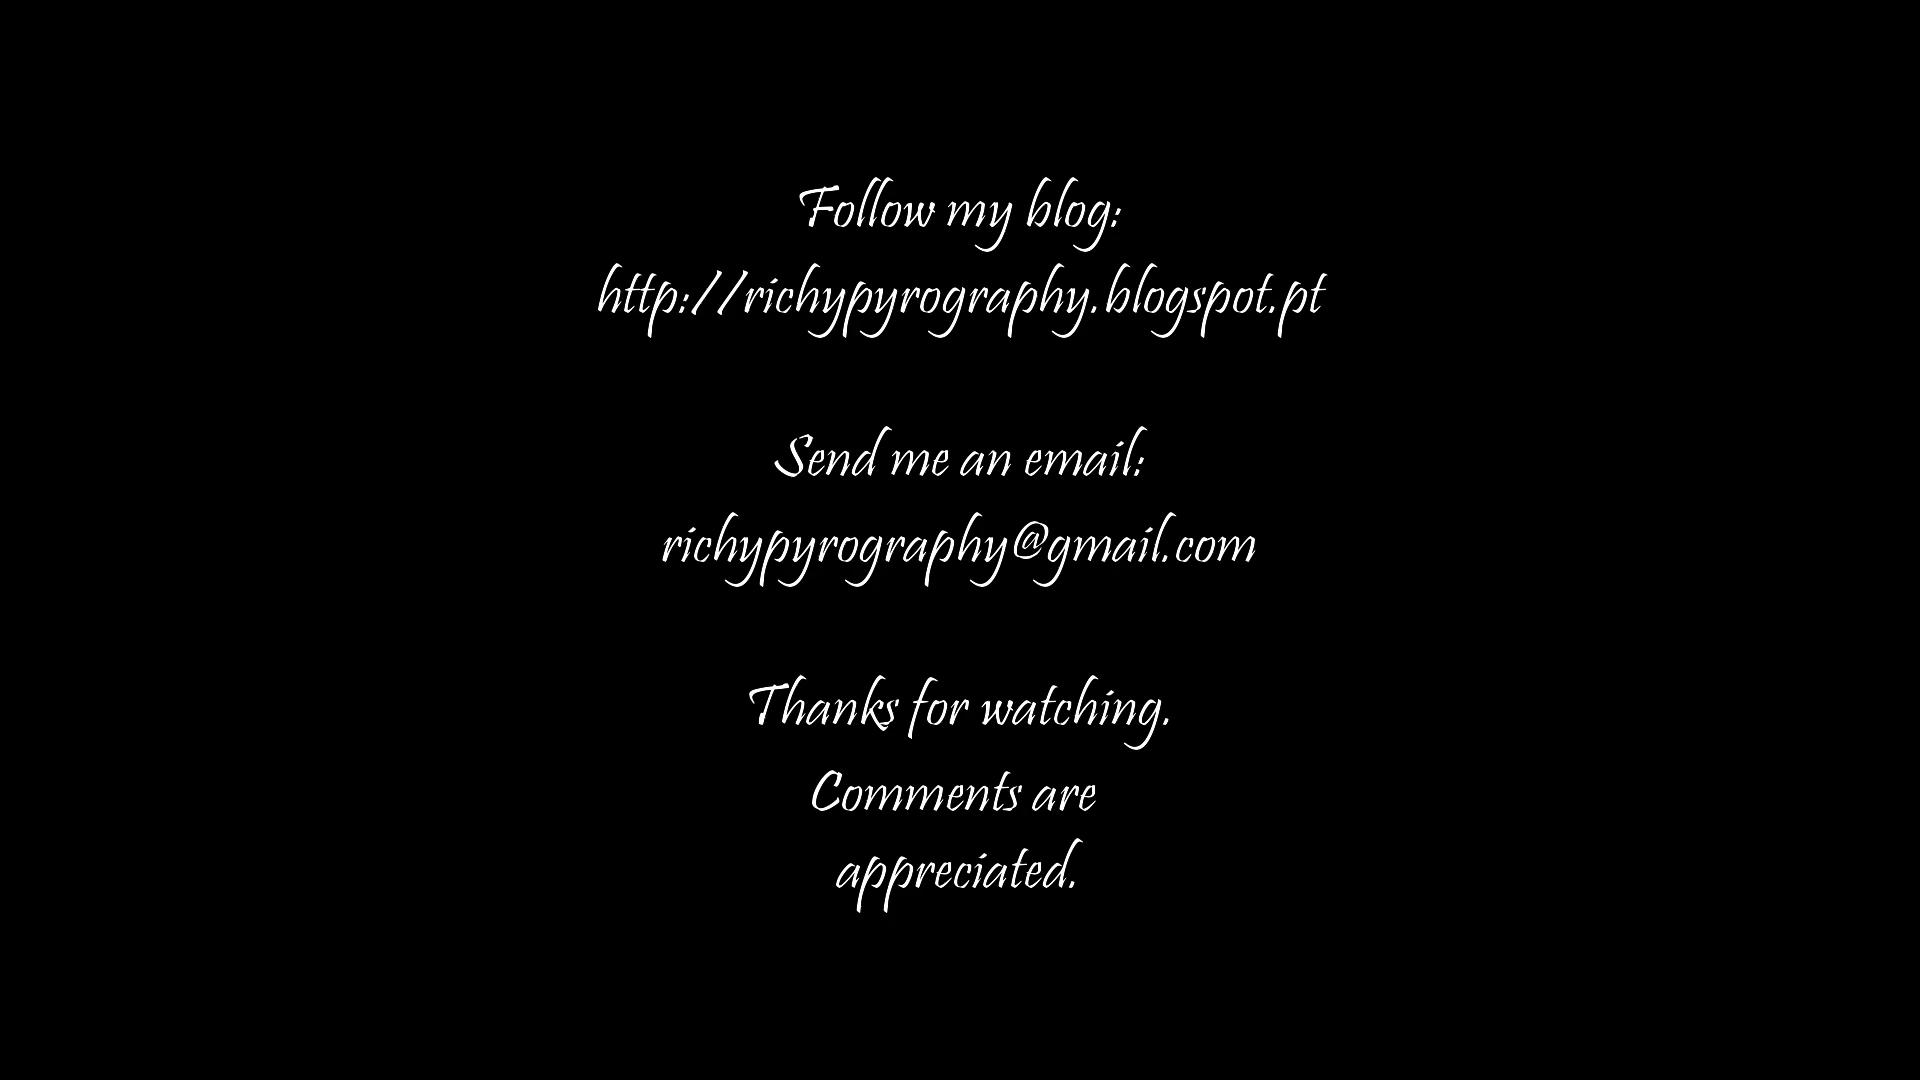 Follow my blog:
http://richypyrography.blogspot.pt
Send me an email:
richypyrography@gmail.com
Thanks for watching.
Comments are
appreciated.